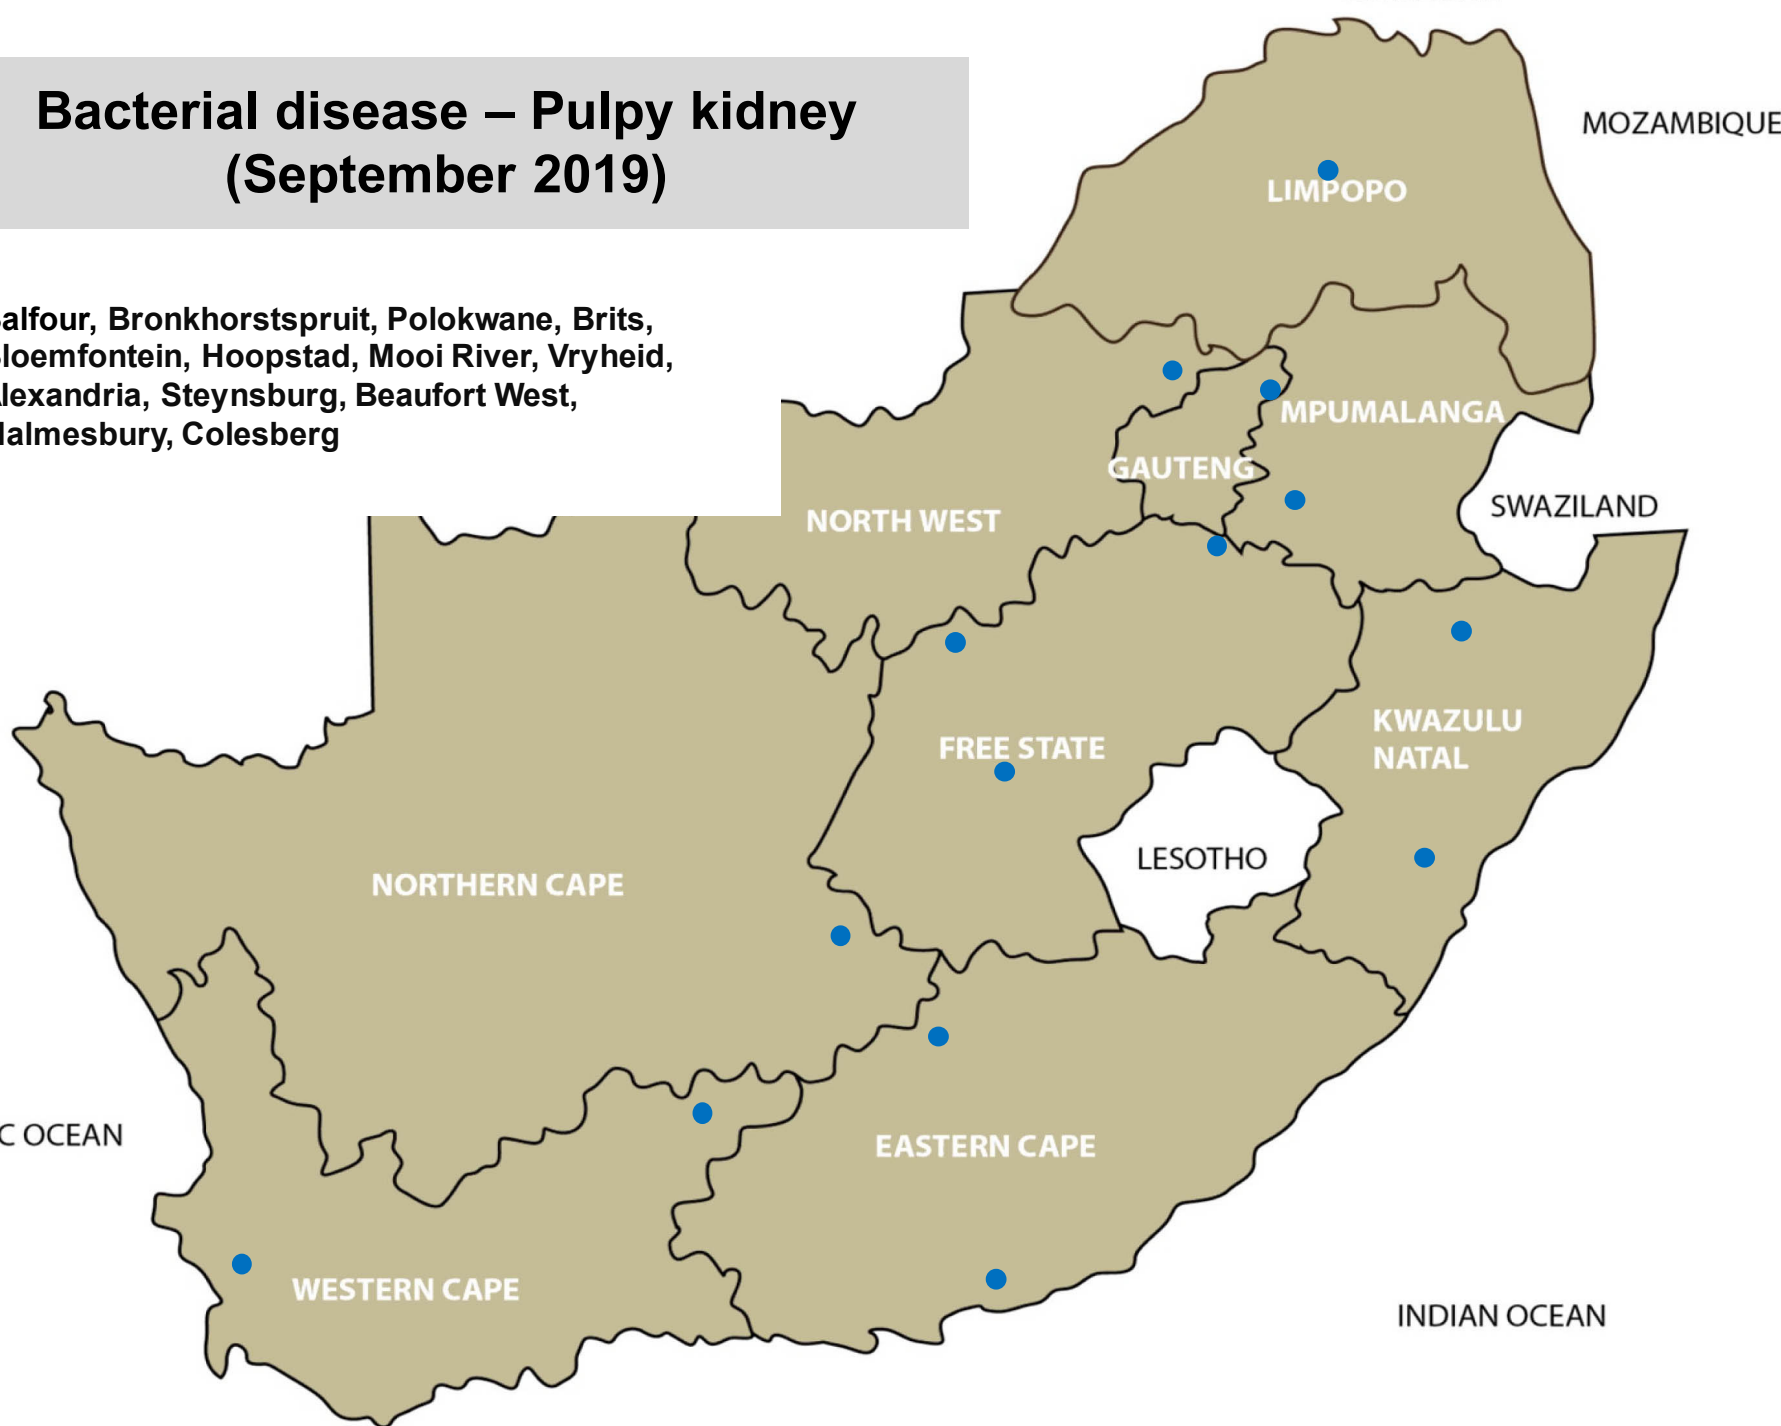 Bacterial disease – Pulpy kidney
(September 2019)
MOZAMBIQUE
LIMPOPO
alfour, Bronkhorstspruit, Polokwane, Brits,
loemfontein, Hoopstad, Mooi River, Vryheid,
lexandria, Steynsburg, Beaufort West,
almesbury, Colesberg
MPUMALANGA
GAUTENG
SWAZILAND
NORTH WEST
KWAZULU
NATAL
FREE STATE
LESOTHO
NORTHERN CAPE
C OCEAN
EASTERN CAPE
WESTERN CAPE
INDIAN OCEAN